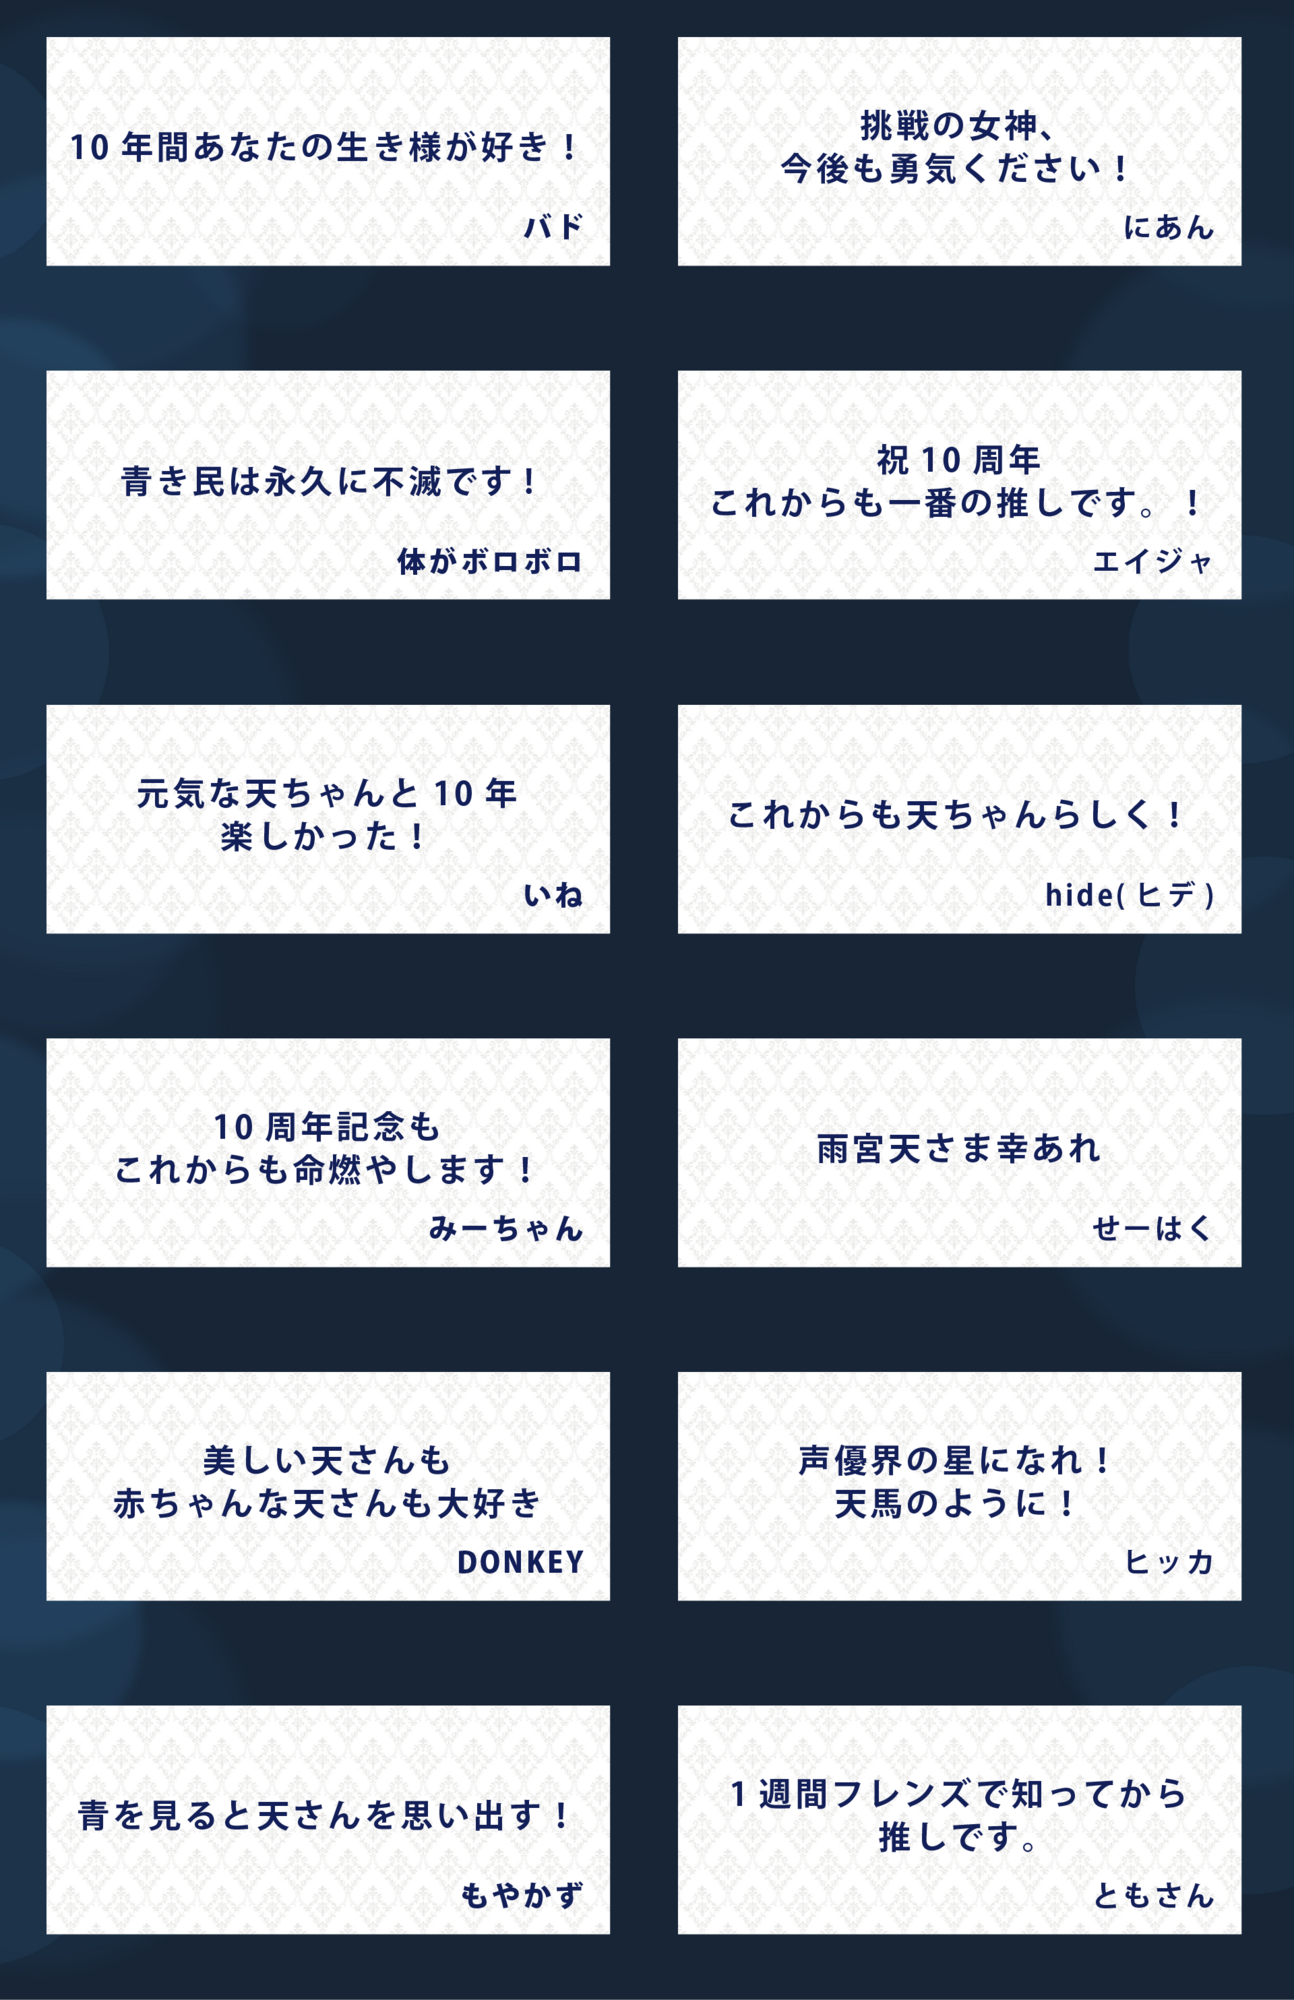 10 年間あなたの生き様が好き！
バド
挑戦の女神、
今後も勇気ください！
にあん
青き民は永久に不滅です！
体がボロボロ
祝 10 周年
これからも一番の推しです。！
エイジャ
元気な天ちゃんと 10 年
楽しかった！
いね
これからも天ちゃんらしく！
hide( ヒデ )
10 周年記念も
これからも命燃やします！
みーちゃん
雨宮天さま幸あれ
せーはく
美しい天さんも
赤ちゃんな天さんも大好き
DONKEY
声優界の星になれ！
天馬のように！
ヒッカ
青を見ると天さんを思い出す！
もやかず
1 週間フレンズで知ってから
推しです。
ともさん